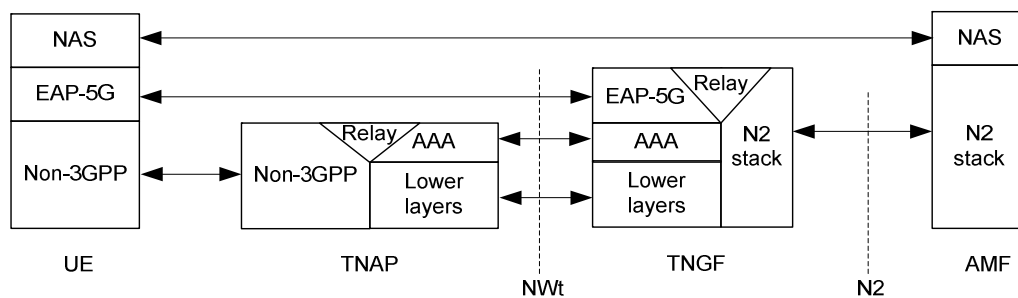 NAS
NAS
EAP-5G
EAP-5G
Relay
Relay
AAA
AAA
N2
stack
N2
stack
Non-3GPP
Non-3GPP
Lower
layers
Lower
layers
UE
TNAP
TNGF
AMF
NWt
N2